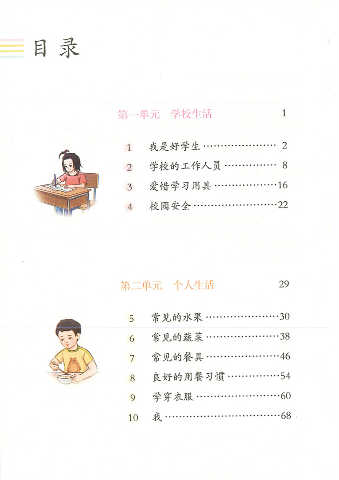 目录
第一单元 学校生活 1
1 我是好学生 ………………… 2
2 学校的工作人员 …………… 8
3 爱惜学习用具 ………………16
4 校园安全 ……………………22
第二单元 个人生活 29
5 常见的水果 …………………30
6 常见的蔬菜 …………………38
7 常见的餐具 …………………46
8 良好的用餐习惯 ……………54
9 学穿衣服 ……………………60
10 我 ……………………………68